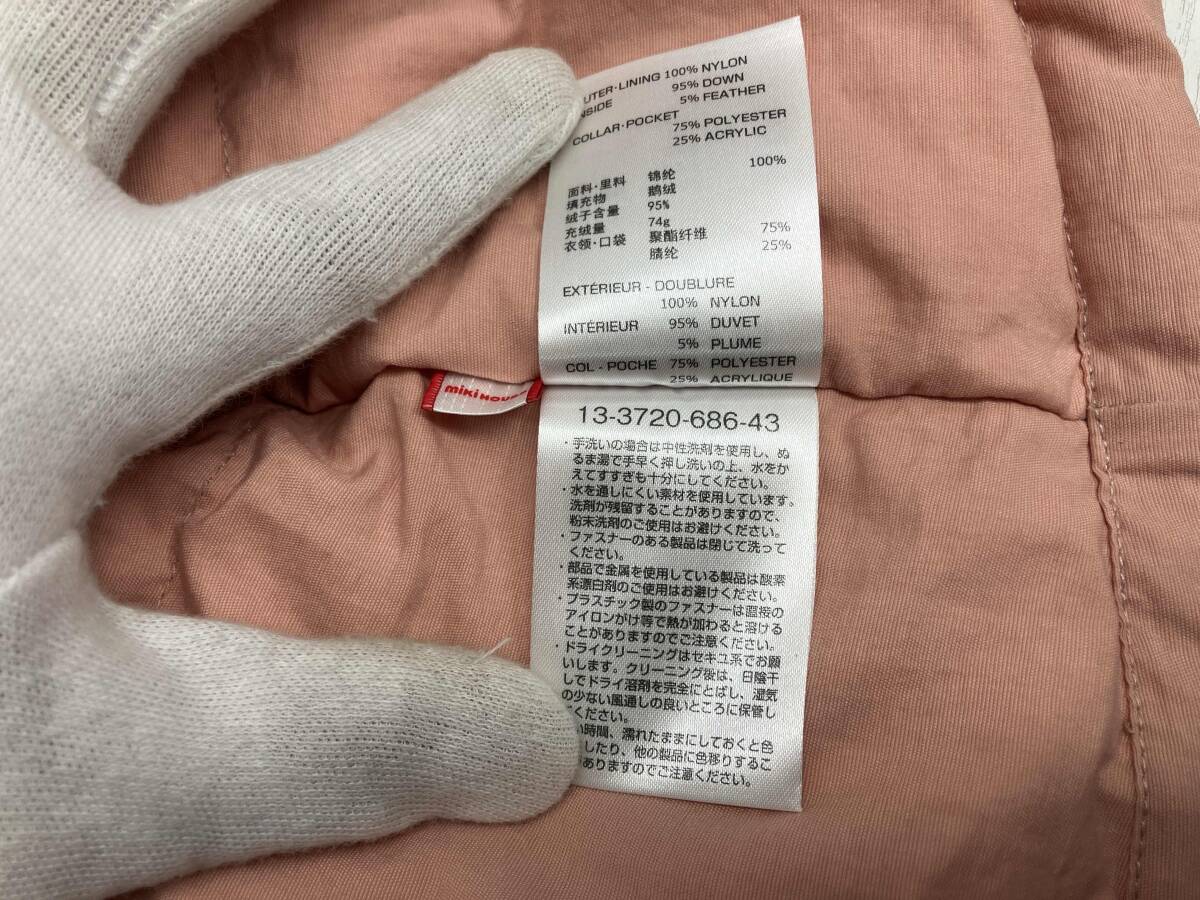 OUTER·LINING 100% NYLON
INSIDE 95% DOWN
5% FEATHER
COLLAR·POCKET
75% POLYESTER
25% ACRYLIC
100%
面料·里料 锦纶
填充物 鹅绒
绒子含量 95%
充绒量 74g
衣领·口袋 聚酯纤维 75%
腈纶 25%
EXTÉRIEUR - DOUBLURE
100% NYLON
INTÉRIEUR 95% DUVET
5% PLUME
COL - POCHE 75% POLYESTER
25% ACRYLIQUE
miKiHOUSE
13-3720-686-43
・手洗いの場合は中性洗剤を使用し、ぬ
るま湯で手早く押し洗いの上、水をか
えてすすぎも十分にしてください。
・水を通しにくい素材を使用しています。
洗剤が残留することがありますので、
粉末洗剤のご使用はお避けください。
・ファスナーのある製品は閉じて洗って
ください。
・部品で金属を使用している製品は酸素
系漂白剤のご使用はお避けください。
・プラスチック製のファスナーは直接の
アイロンがけ等で熱が加わると溶ける
ことがありますのでご注意ください。
・ドライクリーニングはセキユ系でお願
いします。クリーニング後は、日陰干
しでドライ溶剤を完全にとばし、湿気
の少ない風通しの良いところに保管し
てください。
い時間、濡れたままにしておくと色
したり、他の製品に色移りするこ
ありますのでご注意ください。